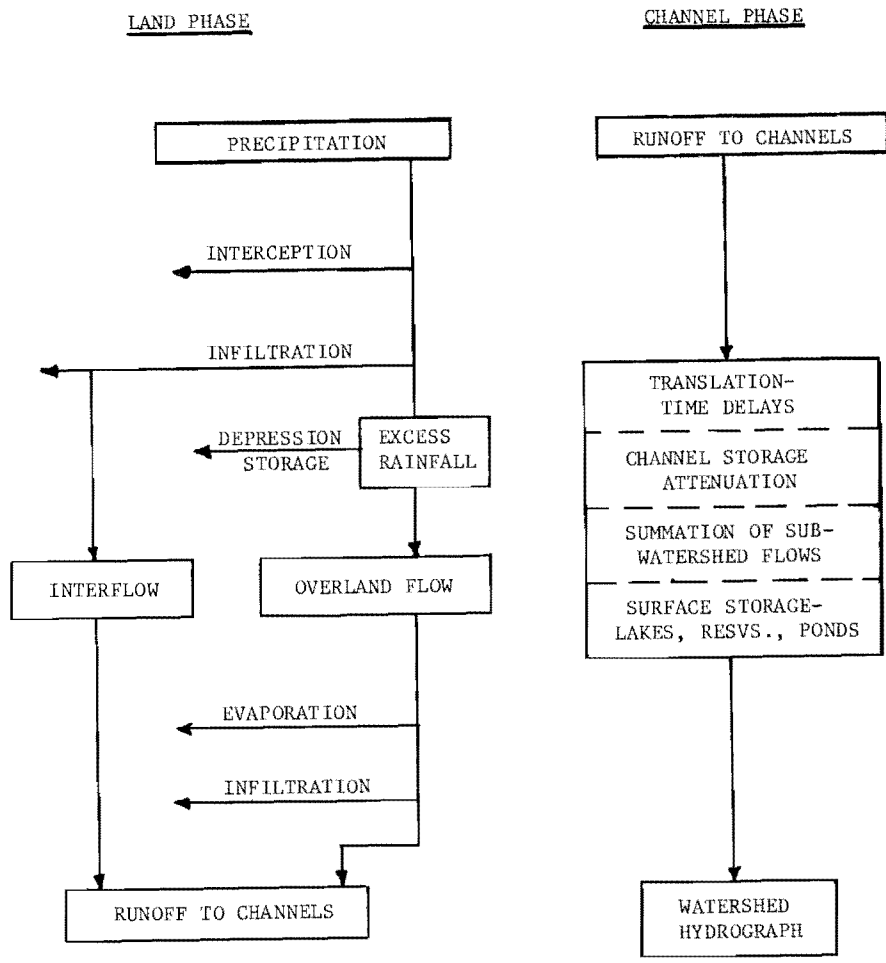 LAND PHASE
PRECIPITATION
INTERCEPTION
INFILTRATION
DEPRESSION
STORAGE
EXCESS
RAINFALL
INTERFLOW
OVERLAND FLOW
EVAPORATION
INFILTRATION
RUNOFF TO CHANNELS
CHANNEL PHASE
RUNOFF TO CHANNELS
TRANSLATION-
TIME DELAYS
CHANNEL STORAGE
ATTENUATION
SUMMATION OF SUB-
WATERSHED FLOWS
SURFACE STORAGE-
LAKES, RESVS., PONDS
WATERSHED
HYDROGRAPH